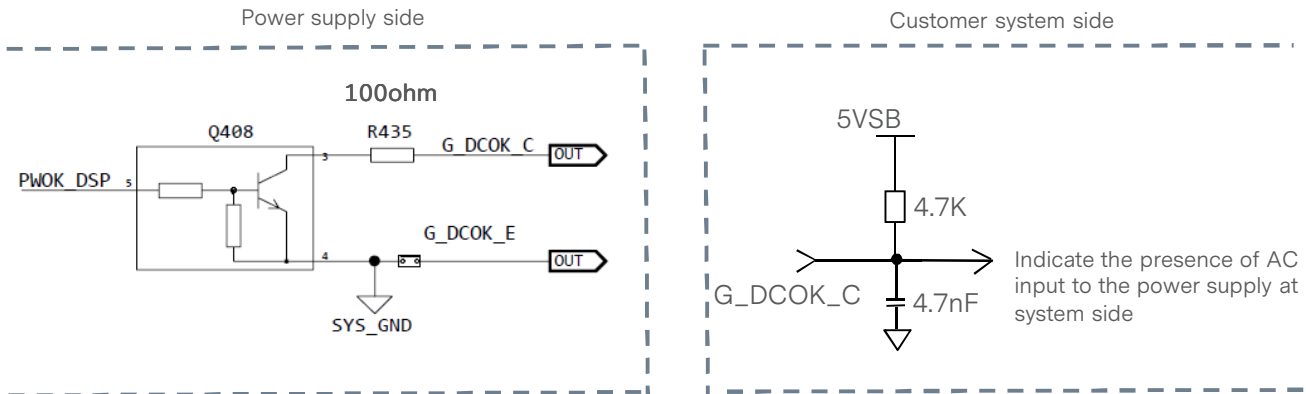 Power supply side
Customer system side
100ohm
Q408
R435
G_DCOK_C
OUT
3
PWOK_DSP
5
4
G_DCOK_E
OUT
SYS_GND
5VSB
4.7K
G_DCOK_C
4.7nF
Indicate the presence of AC
input to the power supply at
system side